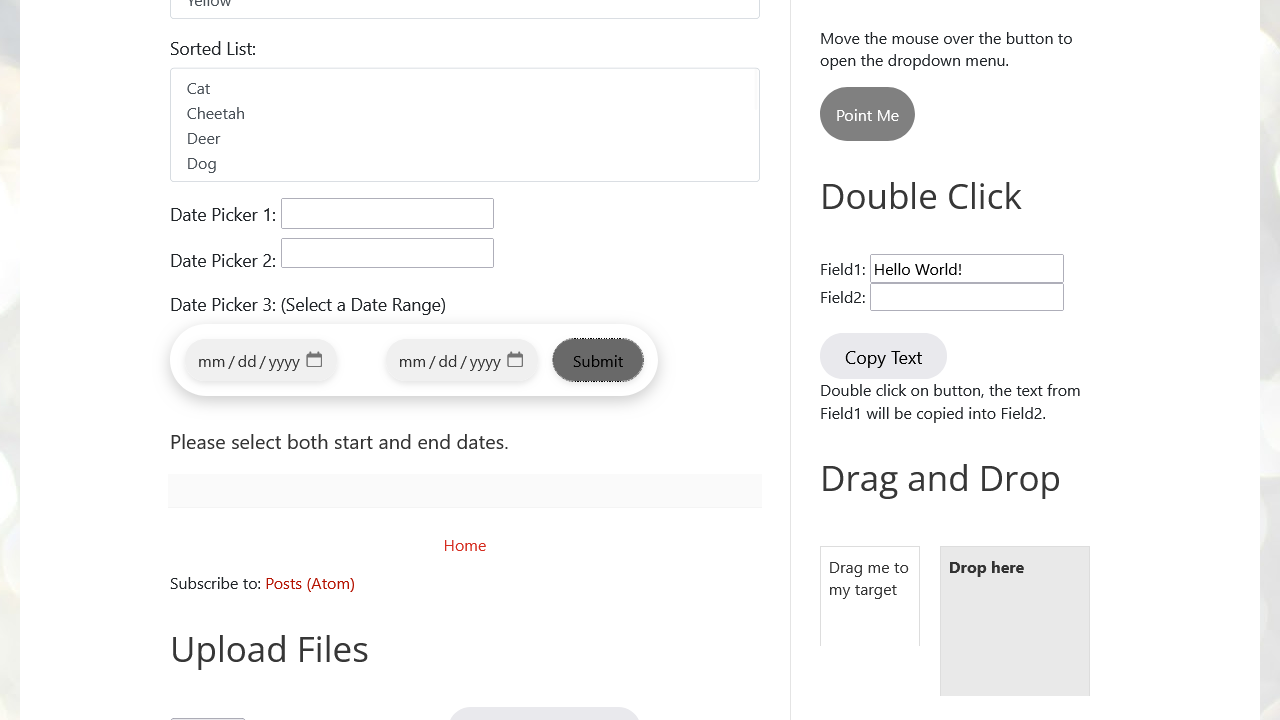 Yellow
Sorted List:
Cat
Cheetah
Deer
Dog
Date Picker 1:
Date Picker 2:
Date Picker 3: (Select a Date Range)
mm/dd/yyyy mm/dd/yyyy Submit
Please select both start and end dates.
Home
Subscribe to: Posts (Atom)
Upload Files
Move the mouse over the button to
open the dropdown menu.
Point Me
Double Click
Field1: Hello World!
Field2:
Copy Text
Double click on button, the text from
Field1 will be copied into Field2.
Drag and Drop
Drag me to
my target
Drop here